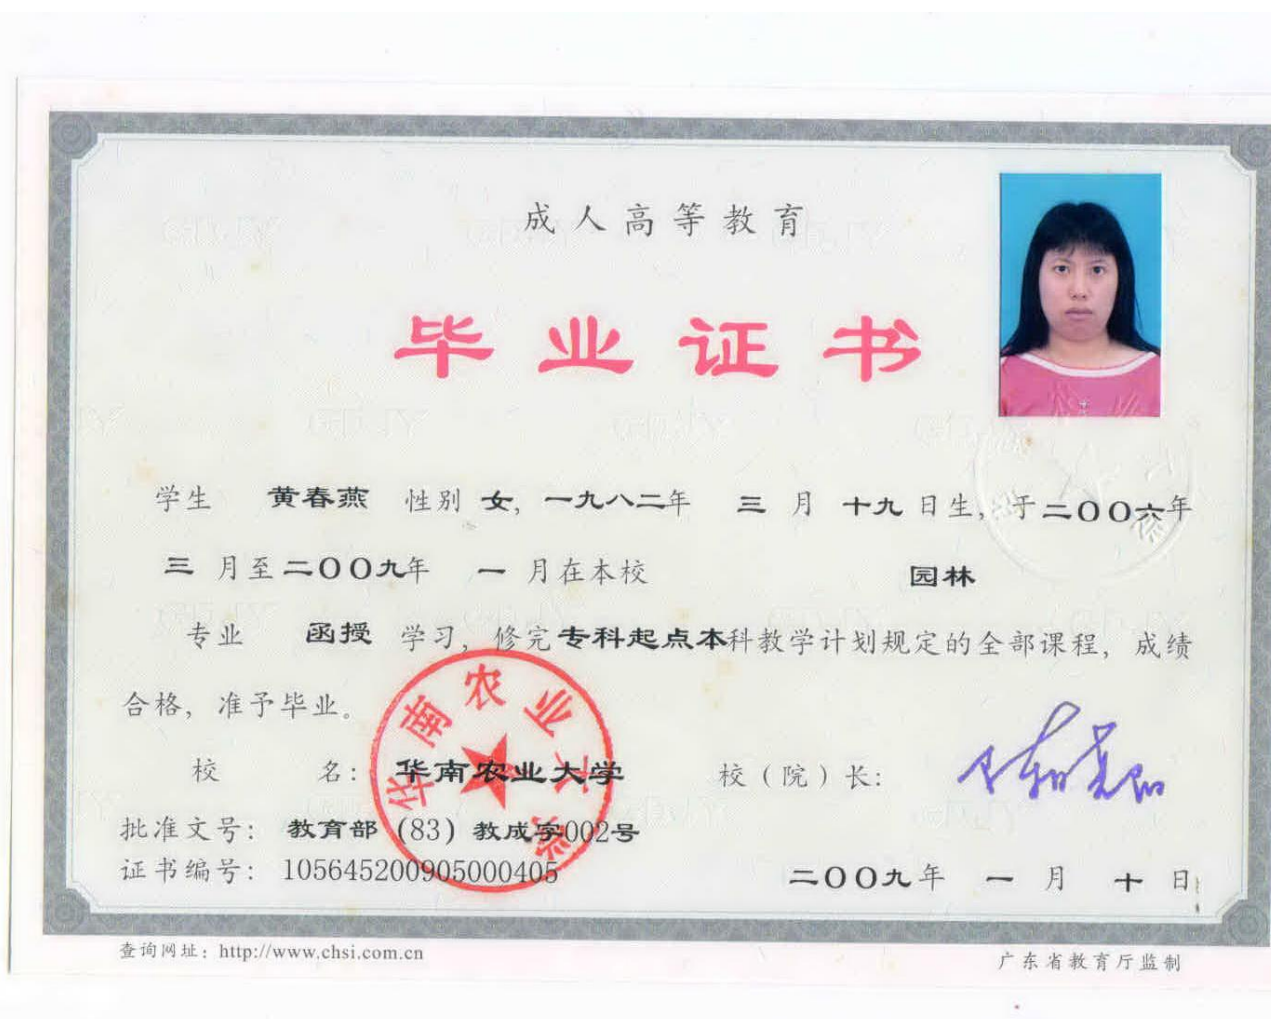 成人高等教育
毕业证书
学生 黄春燕 性别 女，一九八二年 三 月 十九 日生，于二〇〇六年
三 月至二〇〇九年 一 月在本校 园林
专业 函授 学习，修完专科起点本科教学计划规定的全部课程，成绩
合格，准予毕业。
华南农业大学
校 名：华南农业大学 校（院）长：
批准文号：教育部（83）教成字002号
证书编号：105645200905000405
二〇〇九年 一 月 十 日
查询网址：http://www.chsi.com.cn
广东省教育厅监制